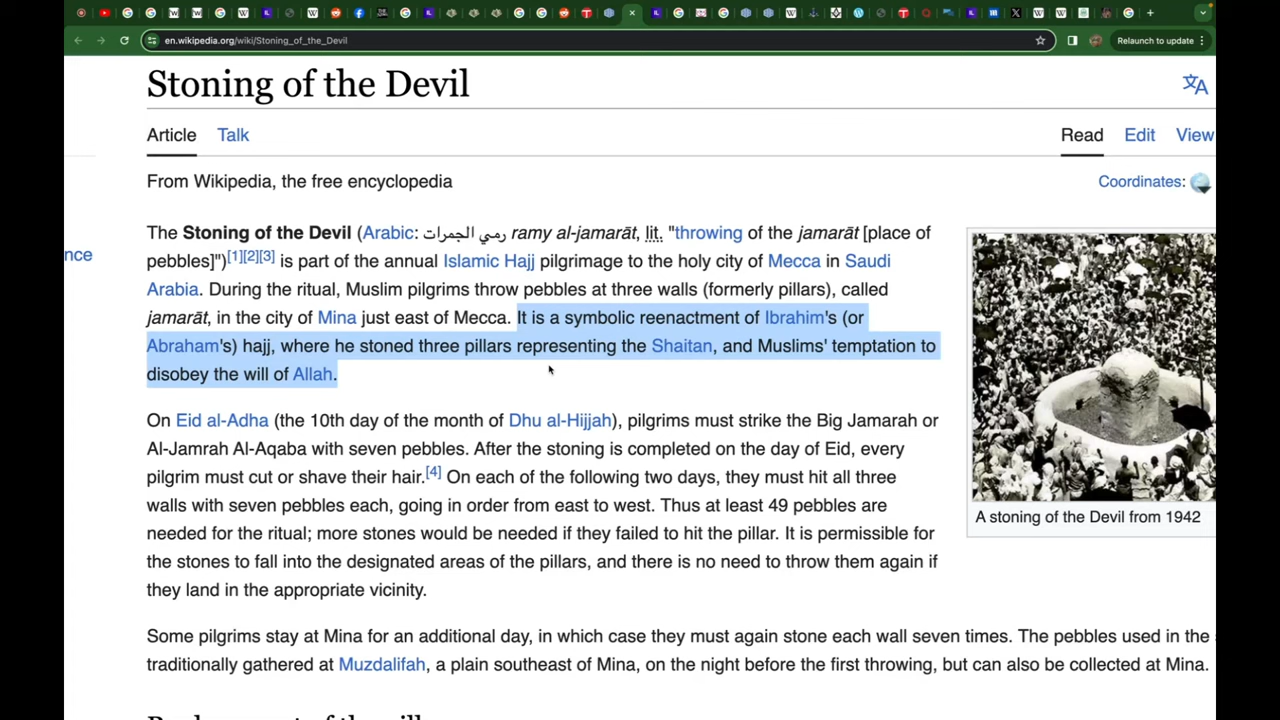 en.wikipedia.org/wiki/Stoning_of_the_Devil
Relaunch to update
Stoning of the Devil
Article Talk
Read Edit View
From Wikipedia, the free encyclopedia
Coordinates:
nce
The Stoning of the Devil (Arabic: رمي الجمرات ramy al-jamarāt, lit. "throwing of the jamarāt [place of
pebbles]")[1][2][3] is part of the annual Islamic Hajj pilgrimage to the holy city of Mecca in Saudi
Arabia. During the ritual, Muslim pilgrims throw pebbles at three walls (formerly pillars), called
jamarāt, in the city of Mina just east of Mecca. It is a symbolic reenactment of Ibrahim's (or
Abraham's) hajj, where he stoned three pillars representing the Shaitan, and Muslims' temptation to
disobey the will of Allah.
On Eid al-Adha (the 10th day of the month of Dhu al-Hijjah), pilgrims must strike the Big Jamarah or
Al-Jamrah Al-Aqaba with seven pebbles. After the stoning is completed on the day of Eid, every
pilgrim must cut or shave their hair.[4] On each of the following two days, they must hit all three
walls with seven pebbles each, going in order from east to west. Thus at least 49 pebbles are
needed for the ritual; more stones would be needed if they failed to hit the pillar. It is permissible for
the stones to fall into the designated areas of the pillars, and there is no need to throw them again if
they land in the appropriate vicinity.
A stoning of the Devil from 1942
Some pilgrims stay at Mina for an additional day, in which case they must again stone each wall seven times. The pebbles used in the
traditionally gathered at Muzdalifah, a plain southeast of Mina, on the night before the first throwing, but can also be collected at Mina.